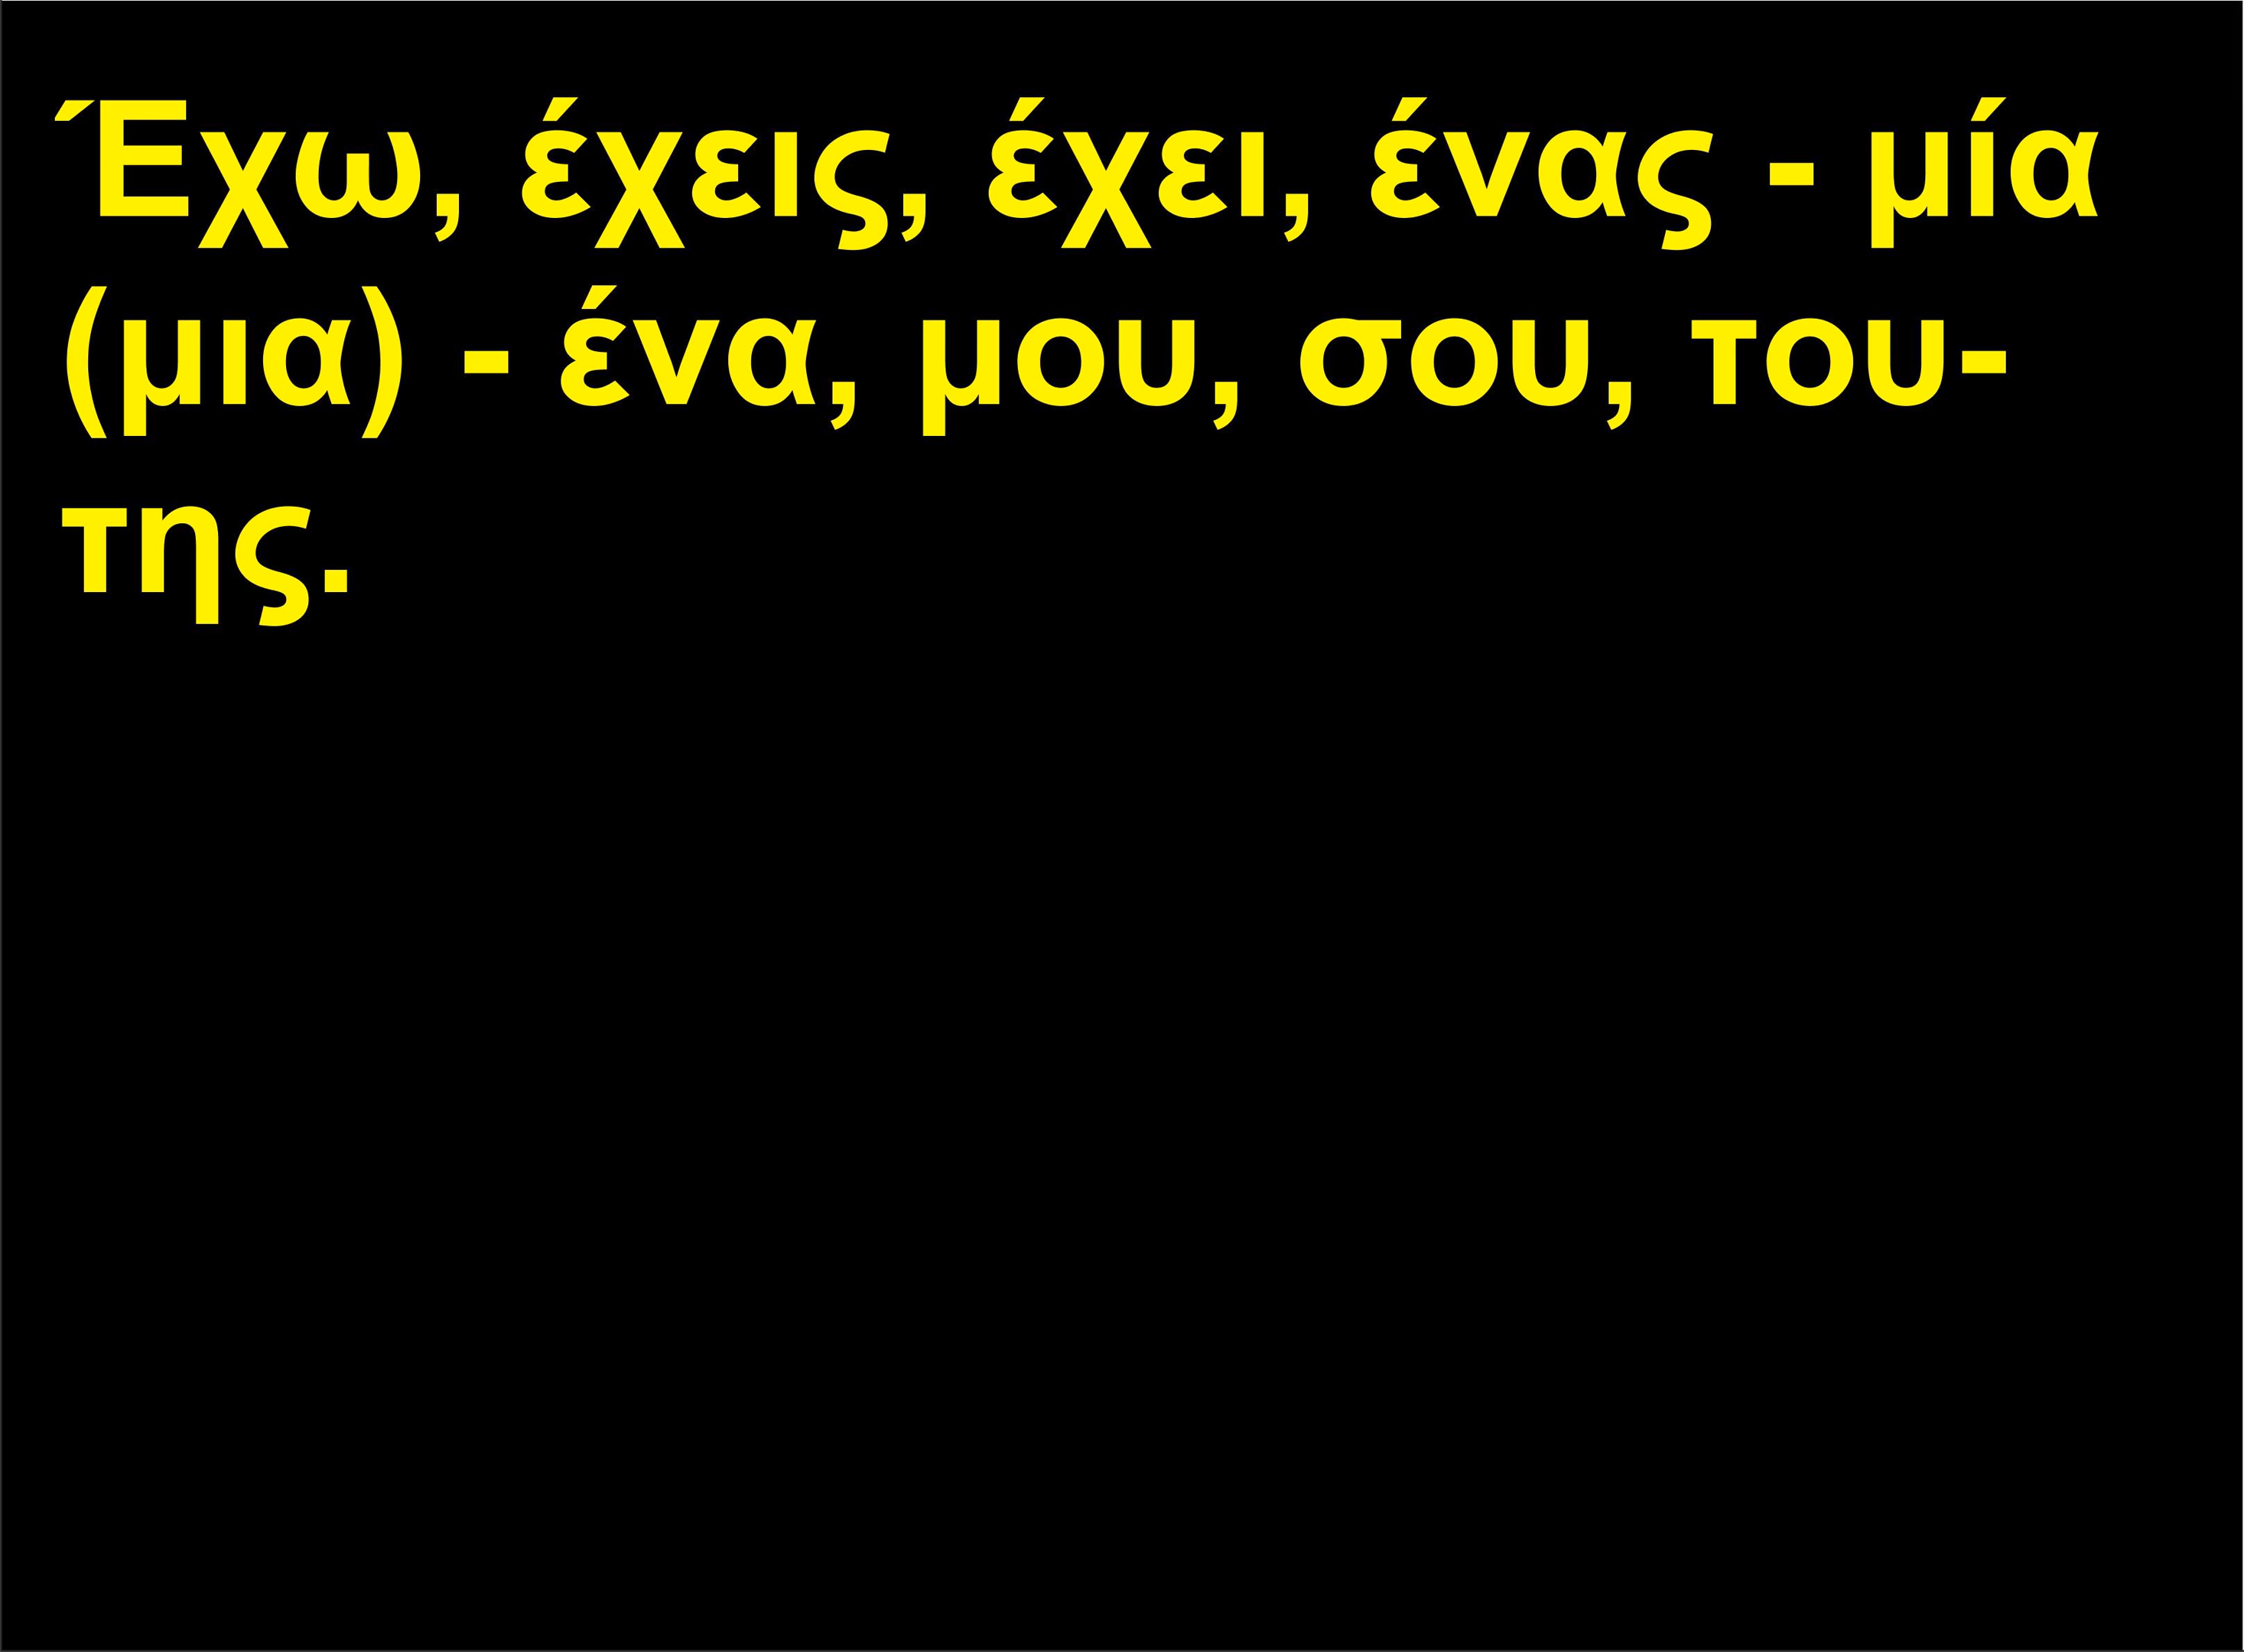 Έχω, έχεις, έχει, ένας - μία
(μια) - ένα, μου, σου, του-
της.